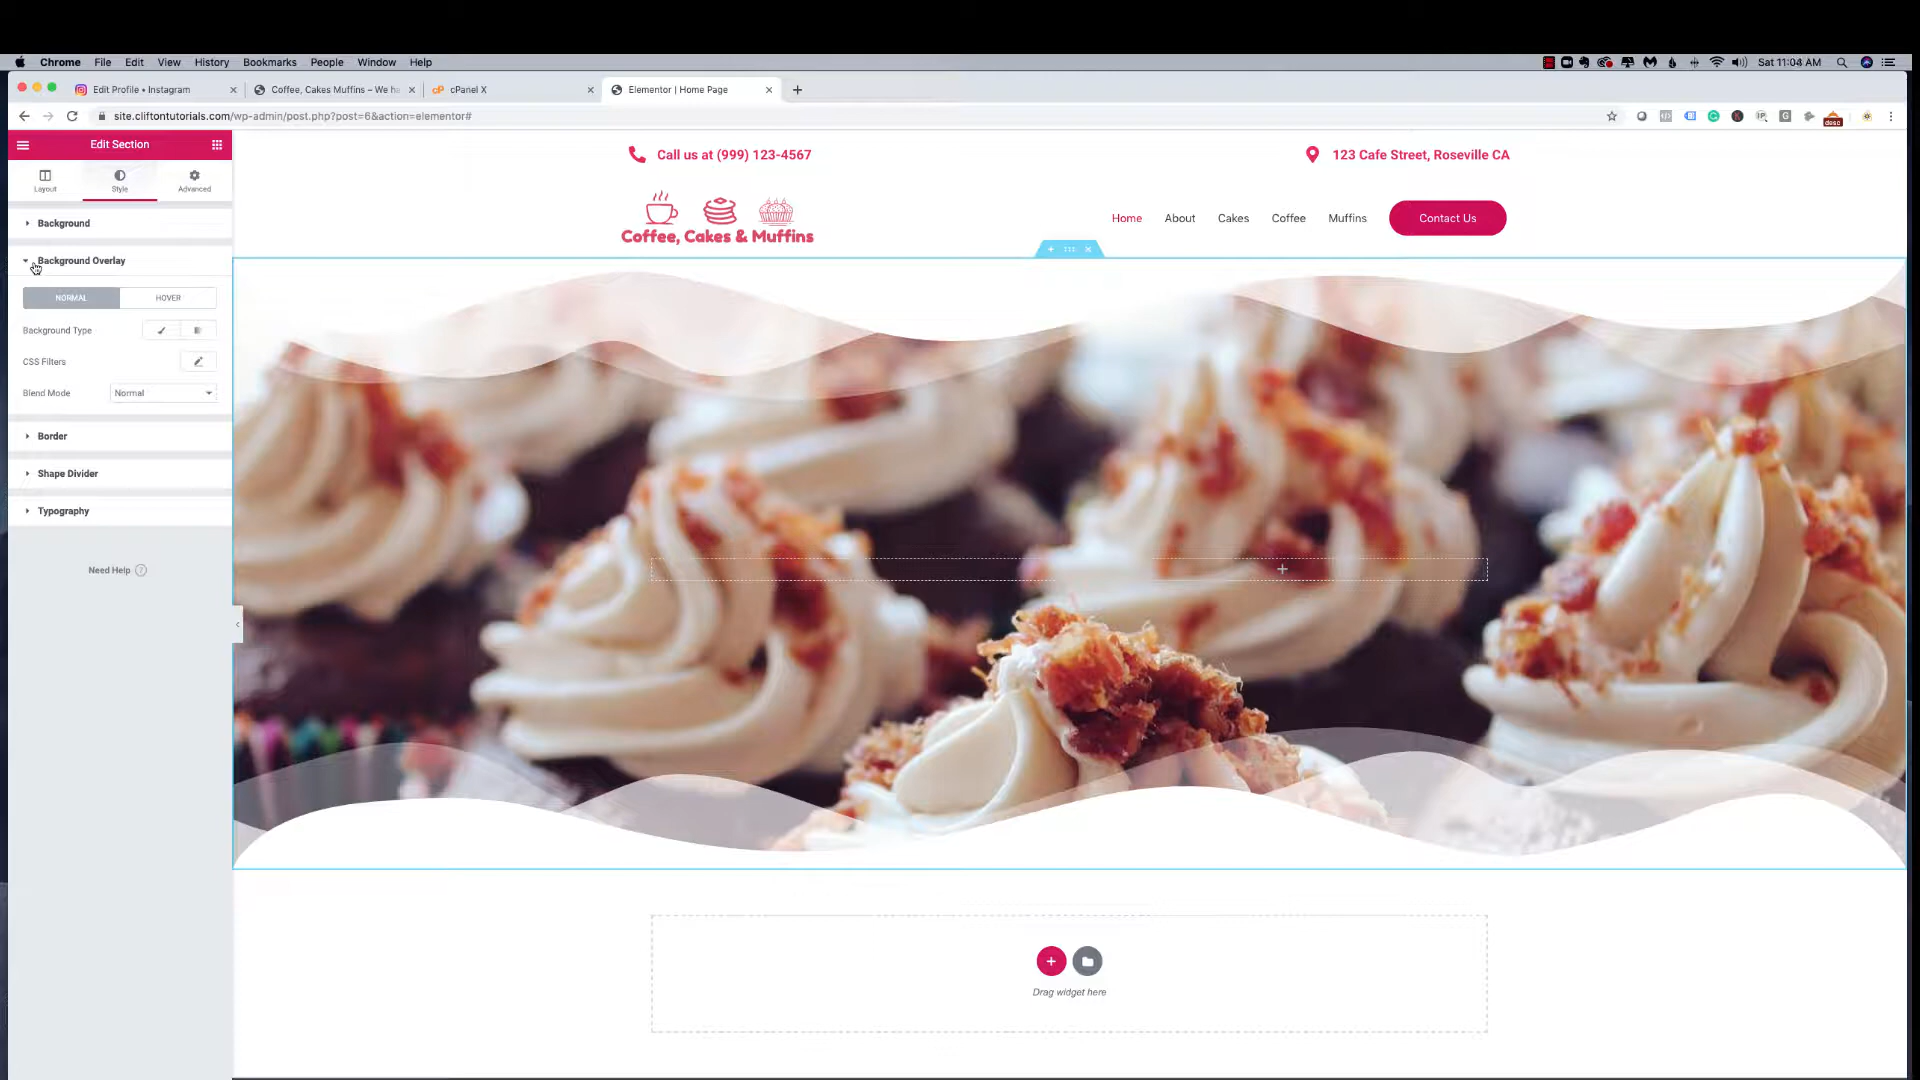 Chrome File Edit View History Bookmarks People Window Help Sat 11:04 AM
Edit Profile • Instagram Coffee, Cakes Muffins – We ha cPanel X Elementor | Home Page
site.cliftontutorials.com/wp-admin/post.php?post=6&action=elementor#
Edit Section
Layout Style Advanced
Background
Background Overlay
NORMAL HOVER
Background Type
CSS Filters
Blend Mode Normal
Border
Shape Divider
Typography
Need Help ?
Call us at (999) 123-4567 123 Cafe Street, Roseville CA
Coffee, Cakes & Muffins
Home About Cakes Coffee Muffins Contact Us
Drag widget here